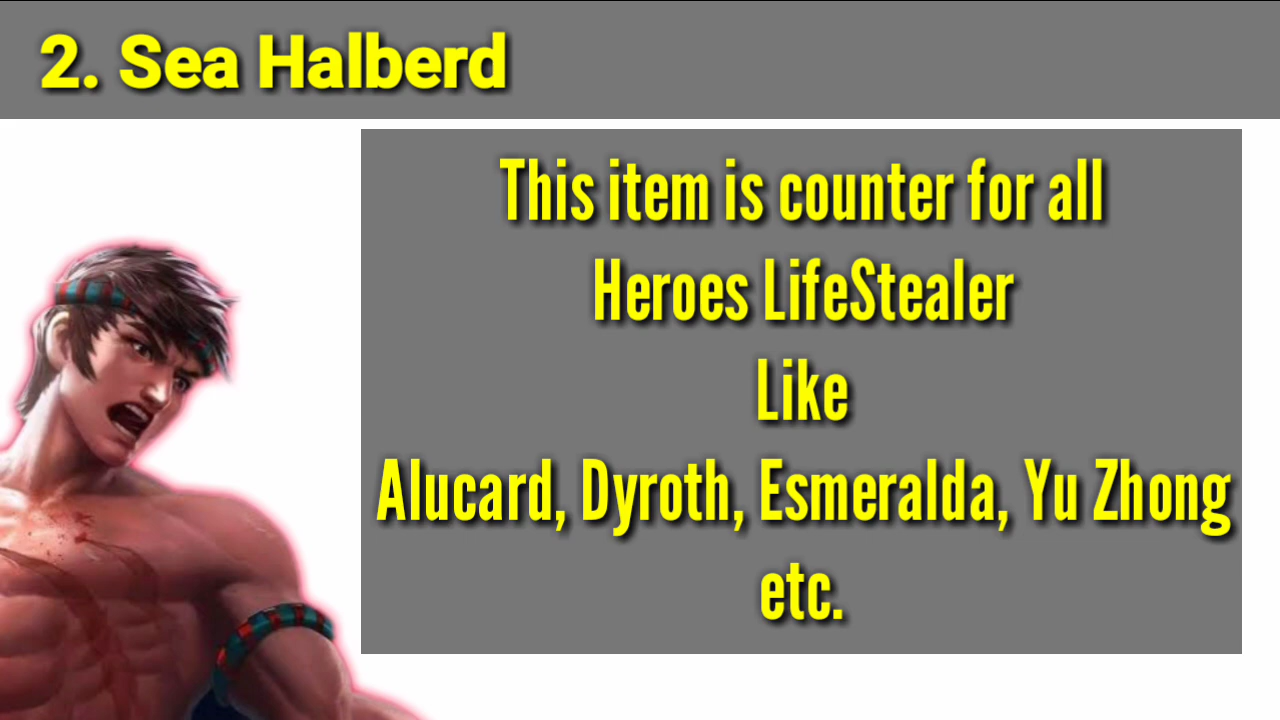 2. Sea Halberd
This item is counter for all
Heroes LifeStealer
Like
Alucard, Dyroth, Esmeralda, Yu Zhong
etc.